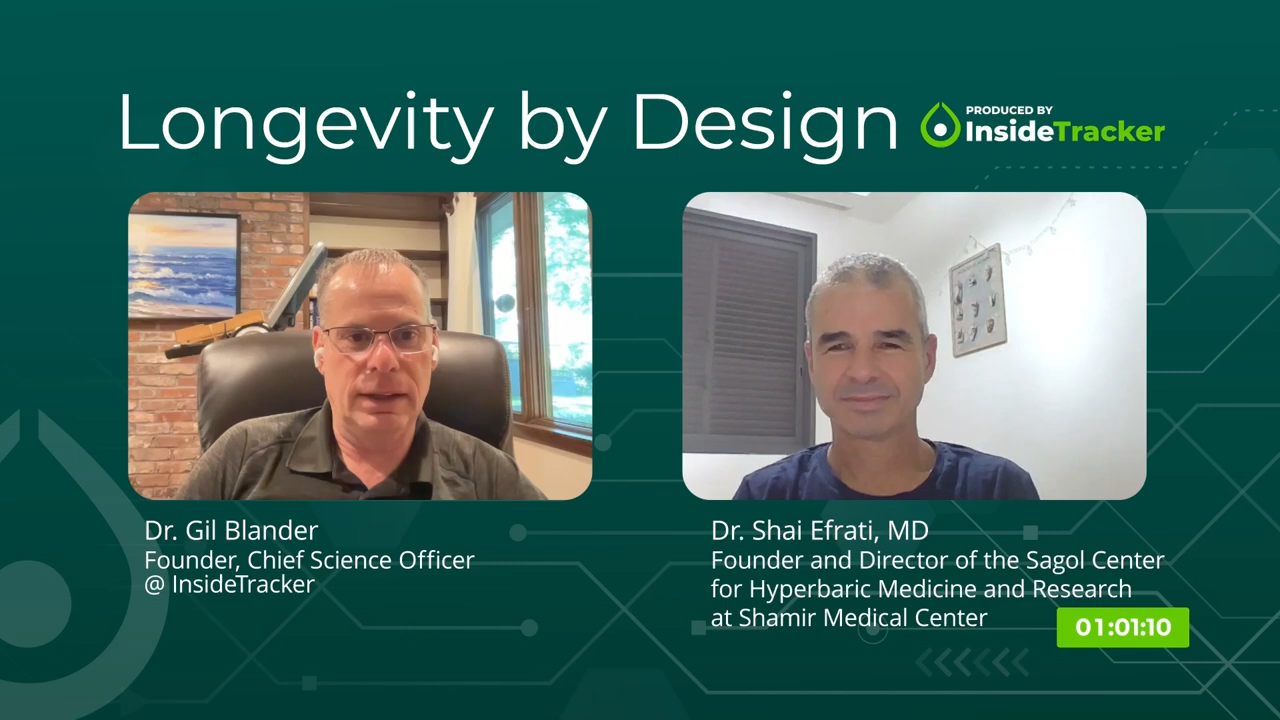 Longevity by Design
PRODUCED BY
InsideTracker
Dr. Gil Blander
Founder, Chief Science Officer
@ InsideTracker
Dr. Shai Efrati, MD
Founder and Director of the Sagol Center
for Hyperbaric Medicine and Research
at Shamir Medical Center
01:01:10